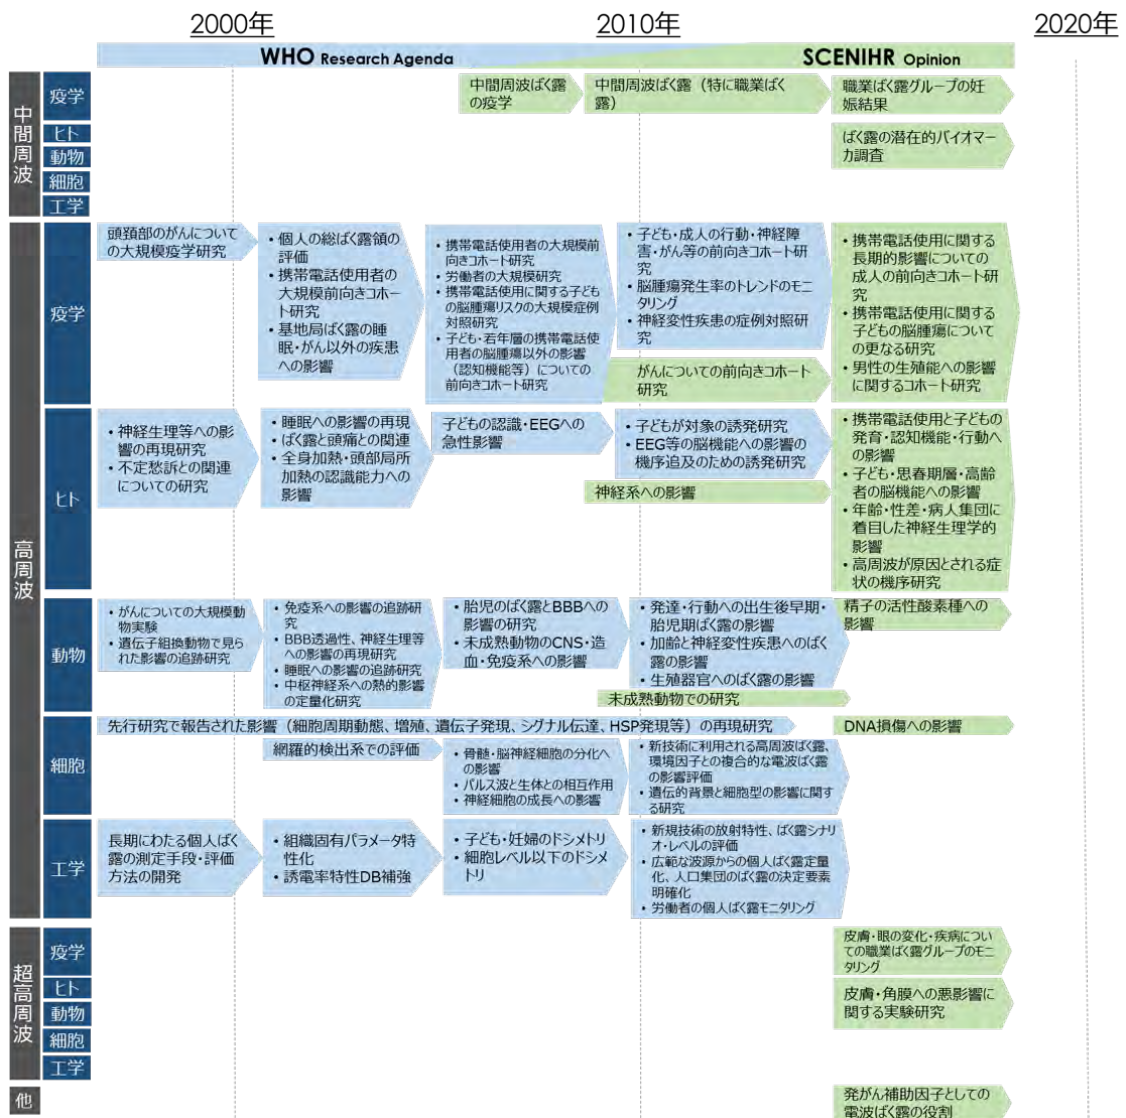 2000年
2010年
2020年
WHO Research Agenda
SCENIHR Opinion
中間周波
疫学
中間周波ばく露
の疫学
中間周波ばく露（特に職業ばく
露）
職業ばく露グループの妊
娠結果
ヒト
動物
ばく露の潜在的バイオマー
カ調査
細胞
工学
高周波
疫学
頭頚部のがんについて
の大規模疫学研究
• 個人の総ばく露領の
評価
• 携帯電話使用者の
大規模前向きコホー
ト研究
• 基地局ばく露の睡
眠・がん以外の疾患
への影響
• 携帯電話使用者の大規模前
向きコホート研究
• 労働者の大規模研究
• 携帯電話使用に関する子ども
の脳腫瘍リスクの大規模症例
対照研究
• 子ども・若年層の携帯電話使
用者の脳腫瘍以外の影響
（認知機能等）についての
前向きコホート研究
• 子ども・成人の行動・神経障
害・がん等の前向きコホート研
究
• 脳腫瘍発生率のトレンドのモニ
タリング
• 神経変性疾患の症例対照研
究
がんについての前向きコホート
研究
• 携帯電話使用に関する
長期的影響についての
成人の前向きコホート研
究
• 携帯電話使用に関する
子どもの脳腫瘍について
の更なる研究
• 男性の生殖能への影響
に関するコホート研究
ヒト
• 神経生理等への影
響の再現研究
• 不定愁訴との関連
についての研究
• 睡眠への影響の再現
• ばく露と頭痛との関連
• 全身加熱・頭部局所
加熱の認識能力への
影響
子どもの認識・EEGへの
急性影響
• 子どもが対象の誘発研究
• EEG等の脳機能への影響の
機序追及のための誘発研究
神経系への影響
• 携帯電話使用と子どもの
発育・認知機能・行動へ
の影響
• 子ども・思春期層・高齢
者の脳機能への影響
• 年齢・性差・病人集団に
着目した神経生理学的
影響
• 高周波が原因とされる症
状の機序研究
動物
• がんについての大規模動
物実験
• 遺伝子組換動物で見ら
れた影響の追跡研究
• 免疫系への影響の追跡研
究
• BBB透過性、神経生理等
への影響の再現研究
• 睡眠への影響の追跡研究
• 中枢神経系への熱的影響
の定量化研究
• 胎児のばく露とBBBへの
影響の研究
• 未成熟動物のCNS・造
血・免疫系への影響
• 発達・行動への出生後早期・
胎児期ばく露の影響
• 加齢と神経変性疾患へのばく
露の影響
• 生殖器官へのばく露の影響
未成熟動物での研究
精子の活性酸素種への
影響
細胞
先行研究で報告された影響（細胞周期動態、増殖、遺伝子発現、シグナル伝達、HSP発現等）の再現研究
網羅的検出系での評価
• 骨髄・脳神経細胞の分化へ
の影響
• パルス波と生体との相互作用
• 神経細胞の成長への影響
• 新技術に利用される高周波ばく露、
環境因子との複合的な電波ばく露
の影響評価
• 遺伝的背景と細胞型の影響に関す
る研究
DNA損傷への影響
工学
長期にわたる個人ばく
露の測定手段・評価
方法の開発
• 組織固有パラメータ特
性化
• 誘電率特性DB補強
• 子ども・妊婦のドシメトリ
• 細胞レベル以下のドシメ
トリ
• 新規技術の放射特性、ばく露シナリ
オ・レベルの評価
• 広範な波源からの個人ばく露定量
化、人口集団のばく露の決定要素
明確化
• 労働者の個人ばく露モニタリング
超高周波
疫学
皮膚・眼の変化・疾病につい
ての職業ばく露グループのモニ
タリング
ヒト
動物
皮膚・角膜への悪影響に
関する実験研究
細胞
工学
他
発がん補助因子としての
電波ばく露の役割